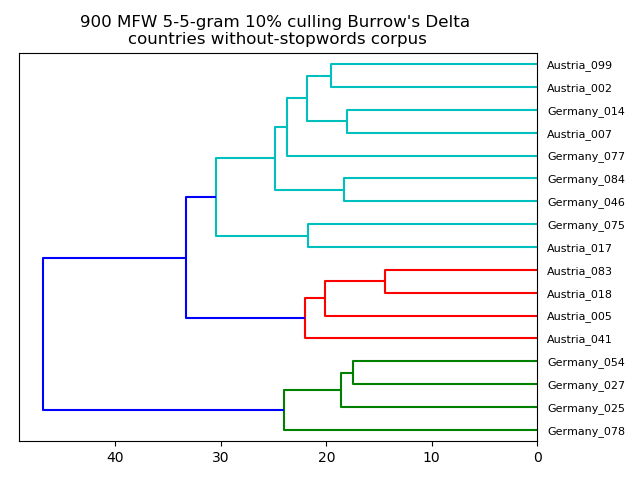 900 MFW 5-5-gram 10% culling Burrow's Delta
countries without-stopwords corpus
Austria_099
Austria_002
Germany_014
Austria_007
Germany_077
Germany_084
Germany_046
Germany_075
Austria_017
Austria_083
Austria_018
Austria_005
Austria_041
Germany_054
Germany_027
Germany_025
Germany_078
40 30 20 10 0